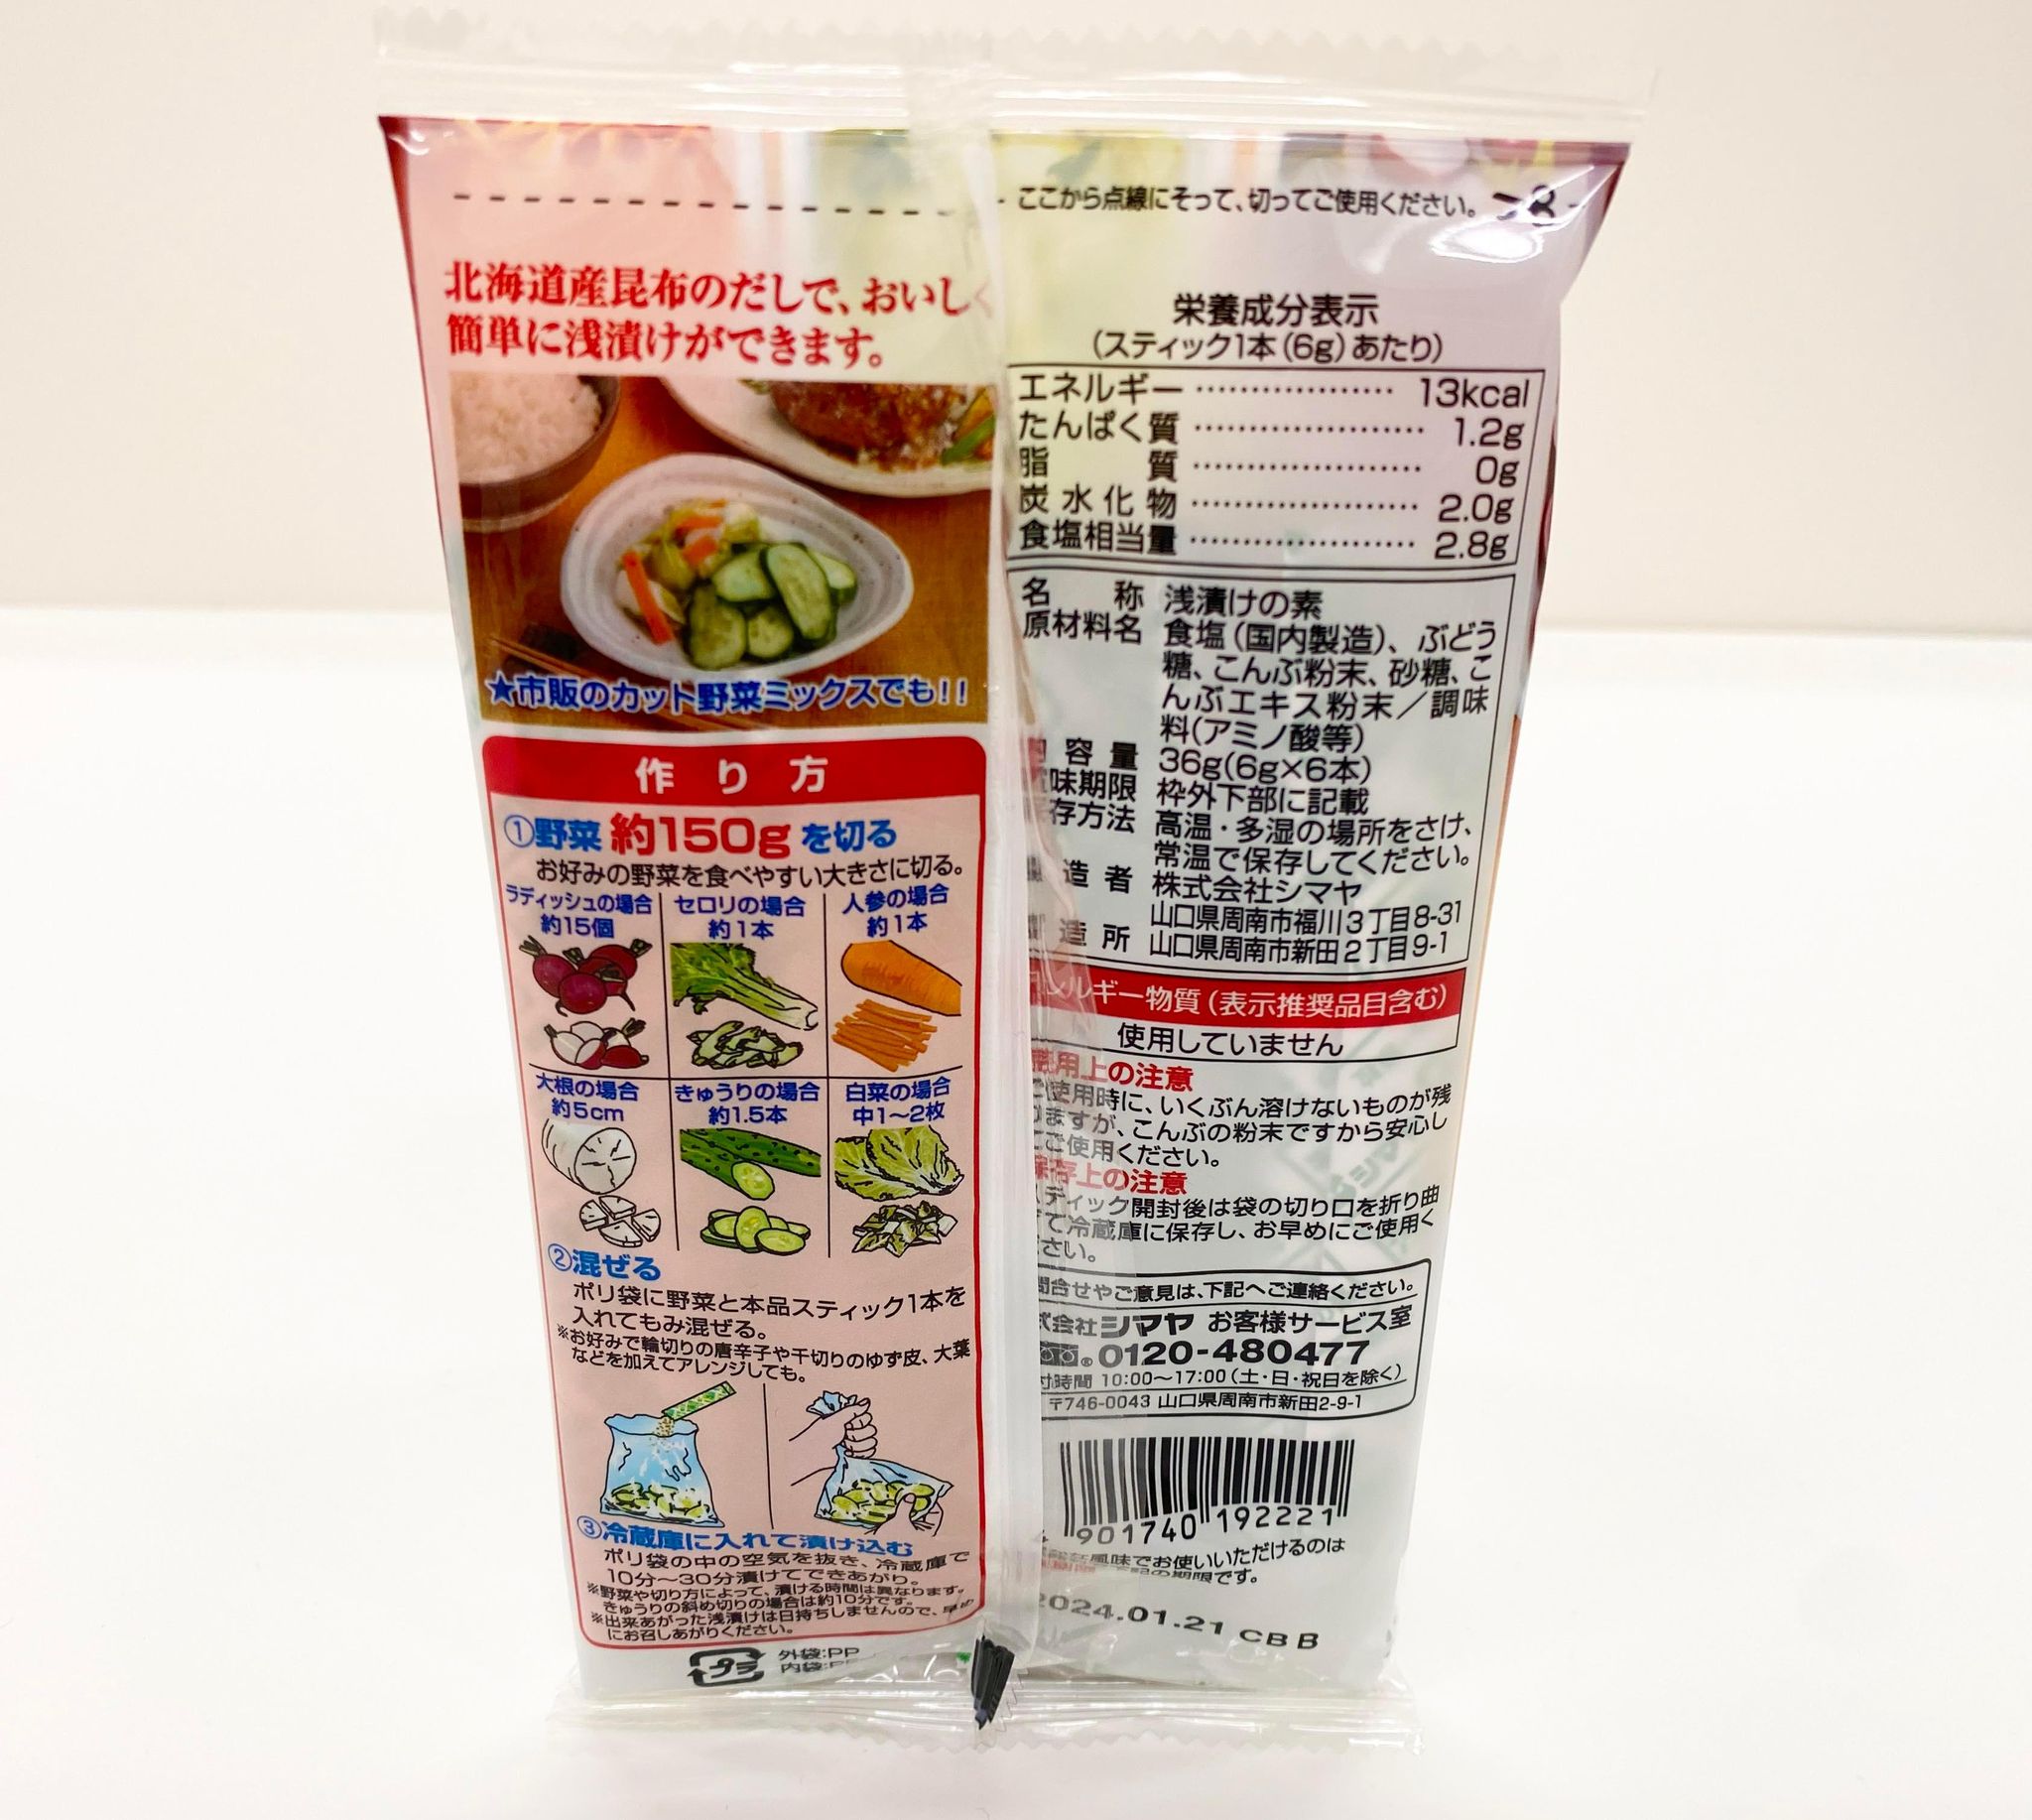 ここから点線にそって、切ってご使用ください。
北海道産昆布のだしで、おいしく
簡単に浅漬けができます。
★市販のカット野菜ミックスでも!!
作り方
①野菜 約150gを切る
お好みの野菜を食べやすい大きさに切る。
ラディッシュの場合 約15個
セロリの場合 約1本
人参の場合 約1本
大根の場合 約5cm
きゅうりの場合 約1.5本
白菜の場合 中1〜2枚
②混ぜる
ポリ袋に野菜と本品スティック1本を
入れてもみ混ぜる。
※お好みで輪切りの唐辛子や千切りのゆず皮、大葉
などを加えてアレンジしても。
③冷蔵庫に入れて漬け込む
ポリ袋の中の空気を抜き、冷蔵庫で
10分〜30分漬けてできあがり。
※野菜や切り方によって、漬ける時間は異なります。
きゅうりの斜め切りの場合は約10分です。
※出来あがった浅漬けは日持ちしませんので、早め
にお召しあがりください。
プラ
外袋:PP
内袋:
栄養成分表示
(スティック1本(6g)あたり)
エネルギー 13kcal
たんぱく質 1.2g
脂質 0g
炭水化物 2.0g
食塩相当量 2.8g
名称 浅漬けの素
原材料名 食塩(国内製造)、ぶどう
糖、こんぶ粉末、砂糖、こ
んぶエキス粉末/調味
料(アミノ酸等)
容量 36g(6g×6本)
味期限 枠外下部に記載
存方法 高温・多湿の場所をさけ、
常温で保存してください。
造者 株式会社シマヤ
山口県周南市福川3丁目8-31
造所 山口県周南市新田2丁目9-1
レルギー物質(表示推奨品目含む)
使用していません
用上の注意
使用時に、いくぶん溶けないものが残
ますが、こんぶの粉末ですから安心し
ご使用ください。
保存上の注意
ティック開封後は袋の切り口を折り曲
て冷蔵庫に保存し、お早めにご使用く
さい。
問合せやご意見は、下記へご連絡ください。
式会社シマヤ お客様サービス室
0120-480477
付時間 10:00〜17:00(土・日・祝日を除く)
〒746-0043 山口県周南市新田2-9-1
4 901740 192221
風味でお使いいただけるのは
の期限です。
2024.01.21 CBB